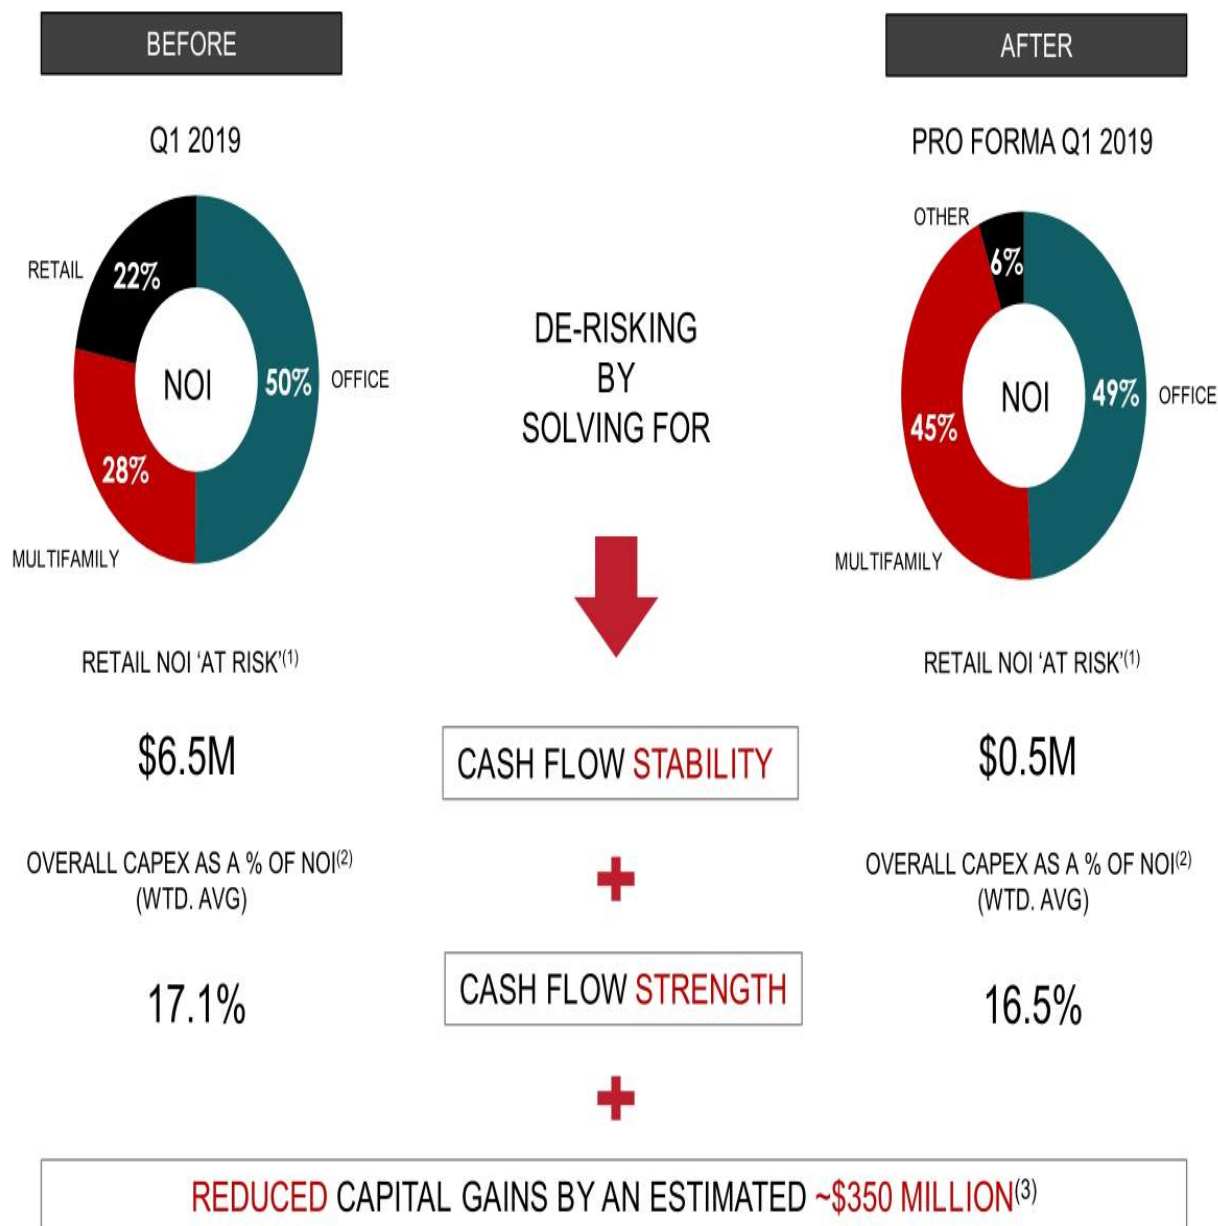 BEFORE
AFTER
Q1 2019
PRO FORMA Q1 2019
RETAIL
22%
NOI
50%
OFFICE
28%
MULTIFAMILY
DE-RISKING
BY
SOLVING FOR
OTHER
6%
NOI
49%
OFFICE
45%
MULTIFAMILY
RETAIL NOI ‘AT RISK’(1)
$6.5M
CASH FLOW STABILITY
RETAIL NOI ‘AT RISK’(1)
$0.5M
OVERALL CAPEX AS A % OF NOI(2)
(WTD. AVG)
17.1%
+
CASH FLOW STRENGTH
OVERALL CAPEX AS A % OF NOI(2)
(WTD. AVG)
16.5%
+
REDUCED CAPITAL GAINS BY AN ESTIMATED ~$350 MILLION(3)